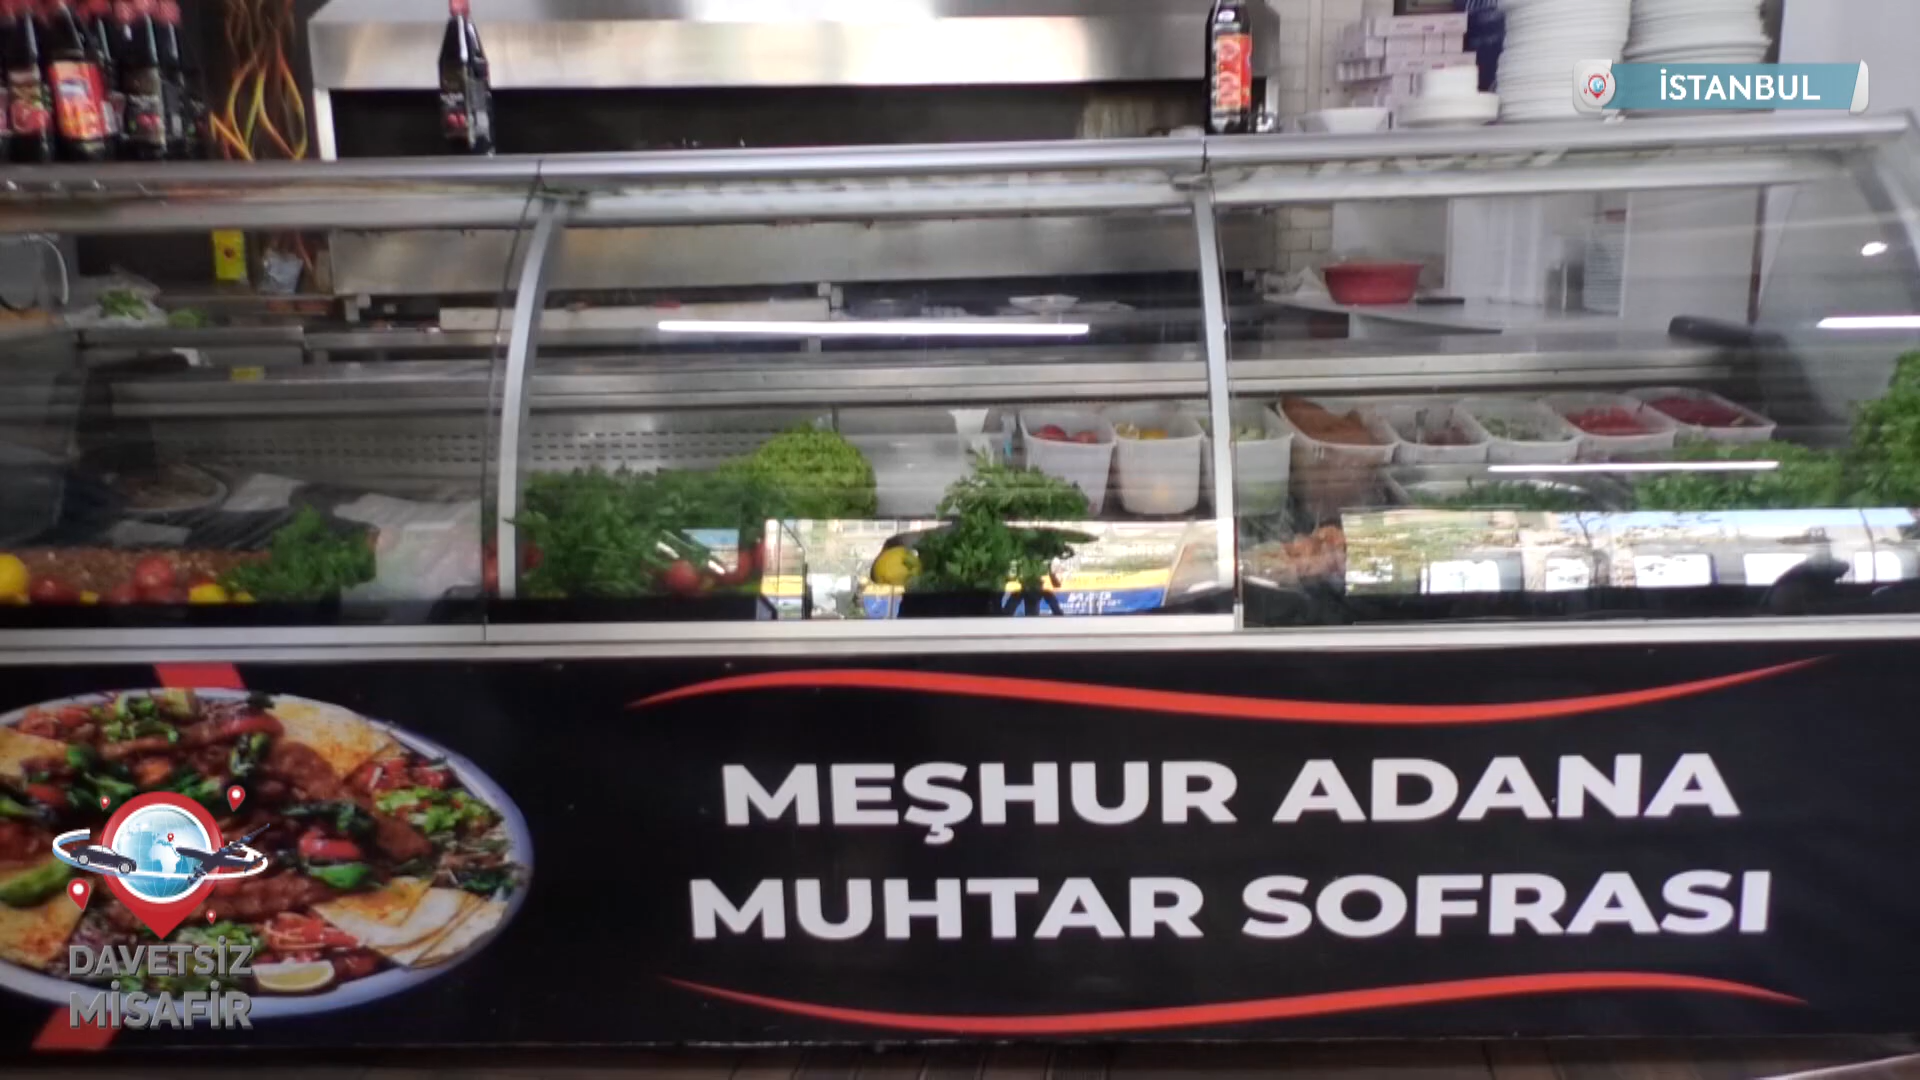 İSTANBUL
MEŞHUR ADANA
MUHTAR SOFRASI
DAVETSİZ
MİSAFİR